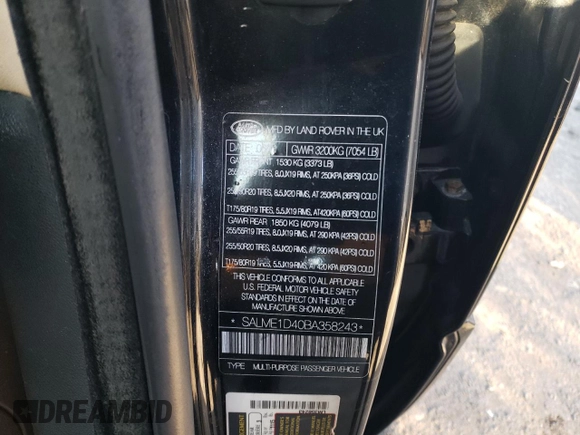 LAND ROVER
MFD BY LAND ROVER IN THE UK
DATE GVWR 3200KG (7054 LB)
1530 KG (3373 LB)
TIRES, 8.0JX19 RIMS, AT 250KPA (36PSI) COLD
TIRES, 8.5JX20 RIMS, AT 250KPA (36PSI) COLD
T175/80R19 TIRES, 5.5JX19 RIMS, AT420KPA (60PSI) COLD
GAWR REAR 1850 KG (4079 LB)
255/55R19 TIRES, 8.0JX19 RIMS, AT 290 KPA (42PSI) COLD
255/50R20 TIRES, 8.5JX20 RIMS, AT 290 KPA (42PSI) COLD
T175/80R19 TIRES, 5.5JX19 RIMS, AT 420 KPA (60PSI) COLD
THIS VEHICLE CONFORMS TO ALL APPLICABLE
U.S. FEDERAL MOTOR VEHICLE SAFETY
STANDARDS IN EFFECT ON THE DATE OF
MANUFACTURE SHOWN ABOVE
*SALME1D40BA358243*
TYPE MULTI-PURPOSE PASSENGER VEHICLE
DREAMBID